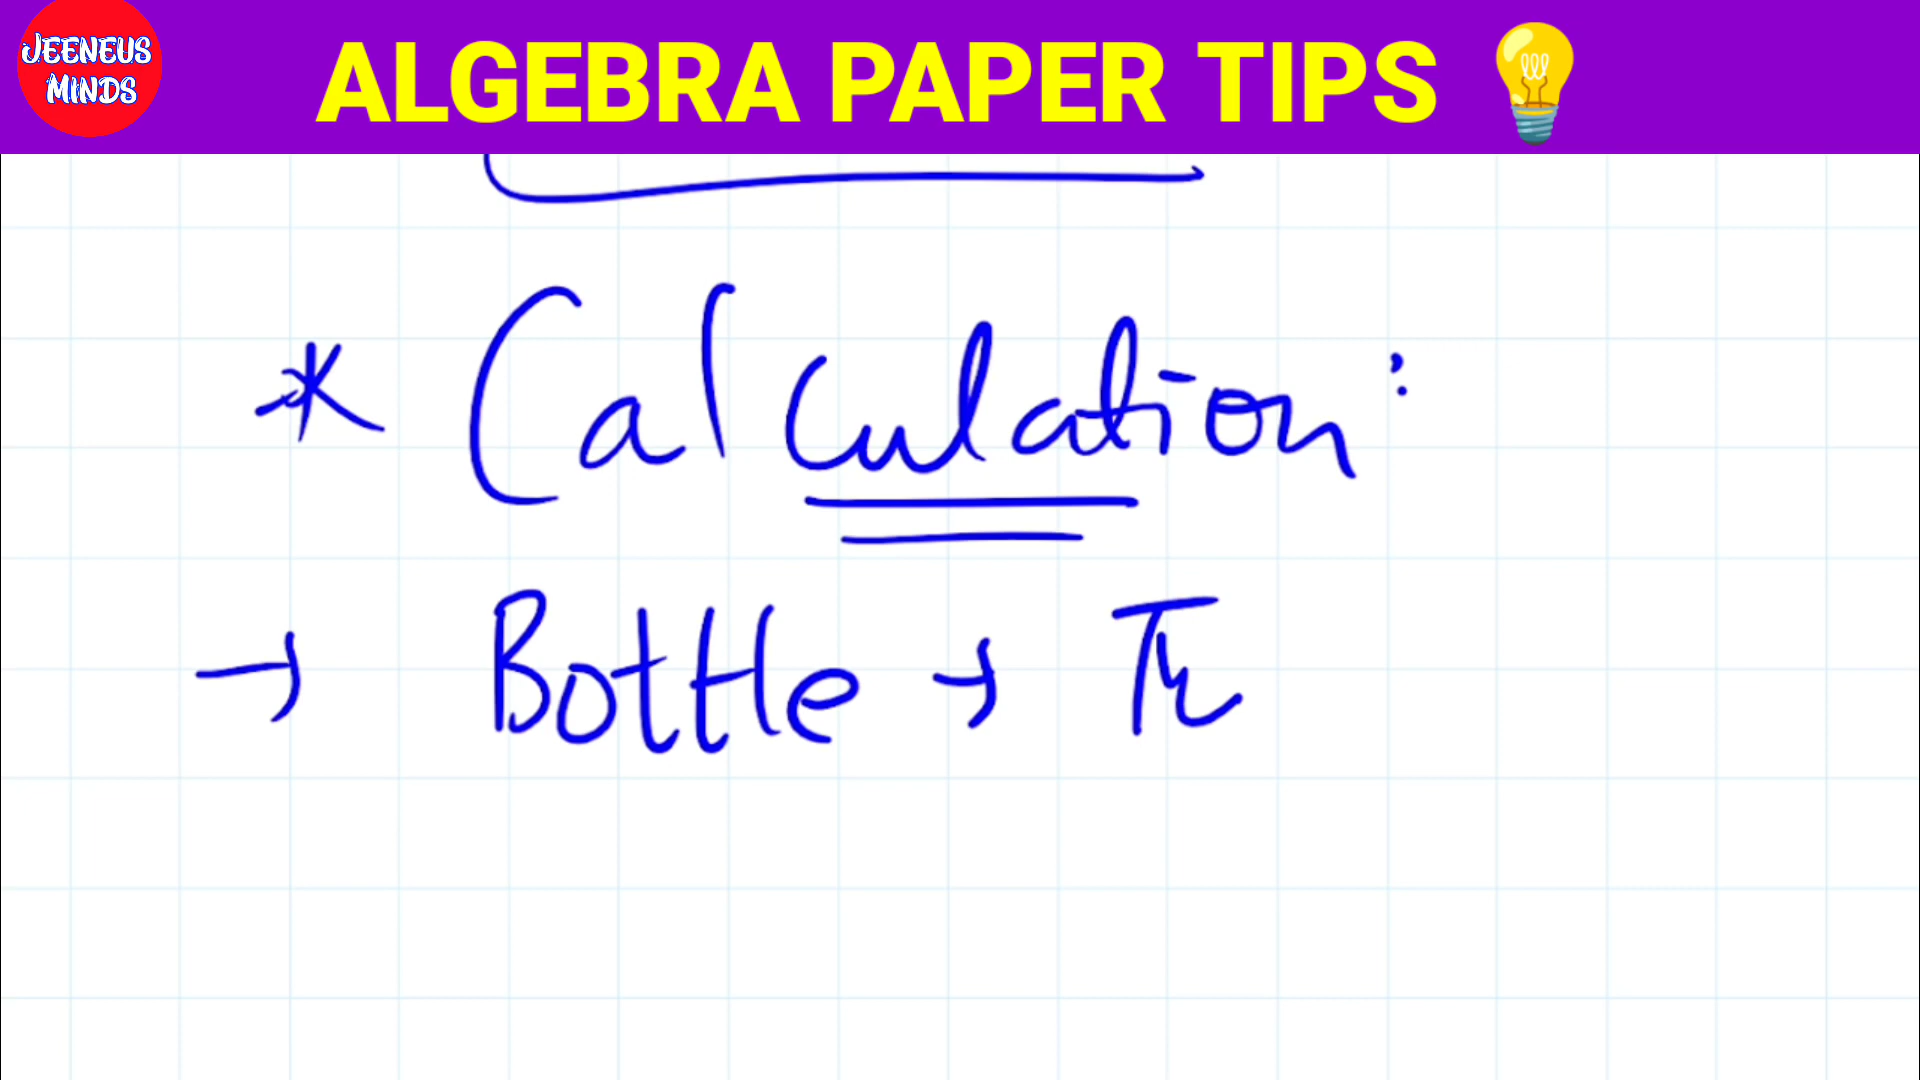 JEENEUS
MINDS
ALGEBRA PAPER TIPS
* Calculation:
→ Bottle → Tr